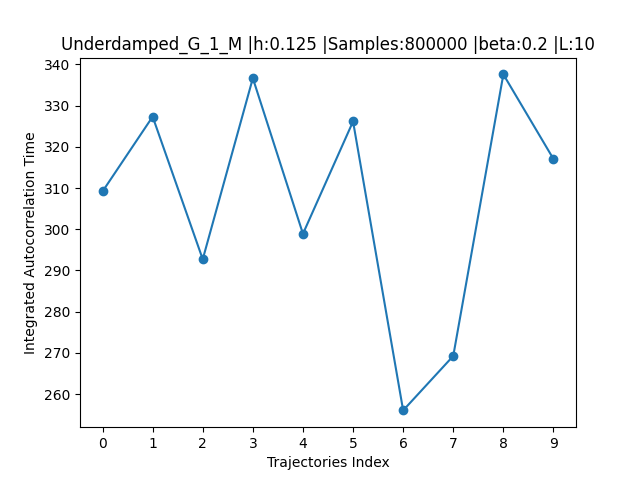 Underdamped_G_1_M |h:0.125 |Samples:800000 |beta:0.2 |L:10
Integrated Autocorrelation Time
340
330
320
310
300
290
280
270
260
0 1 2 3 4 5 6 7 8 9
Trajectories Index